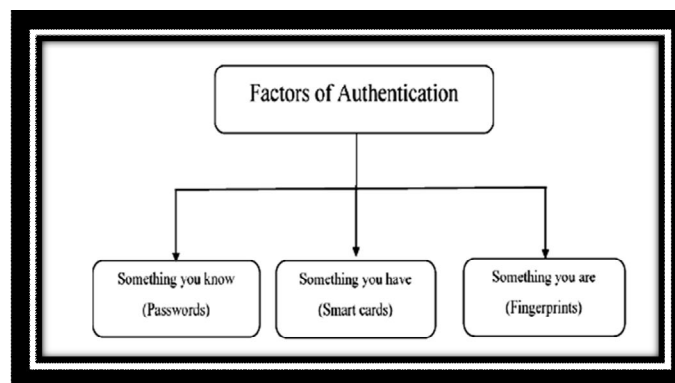 Factors of Authentication
Something you know
(Passwords)
Something you have
(Smart cards)
Something you are
(Fingerprints)